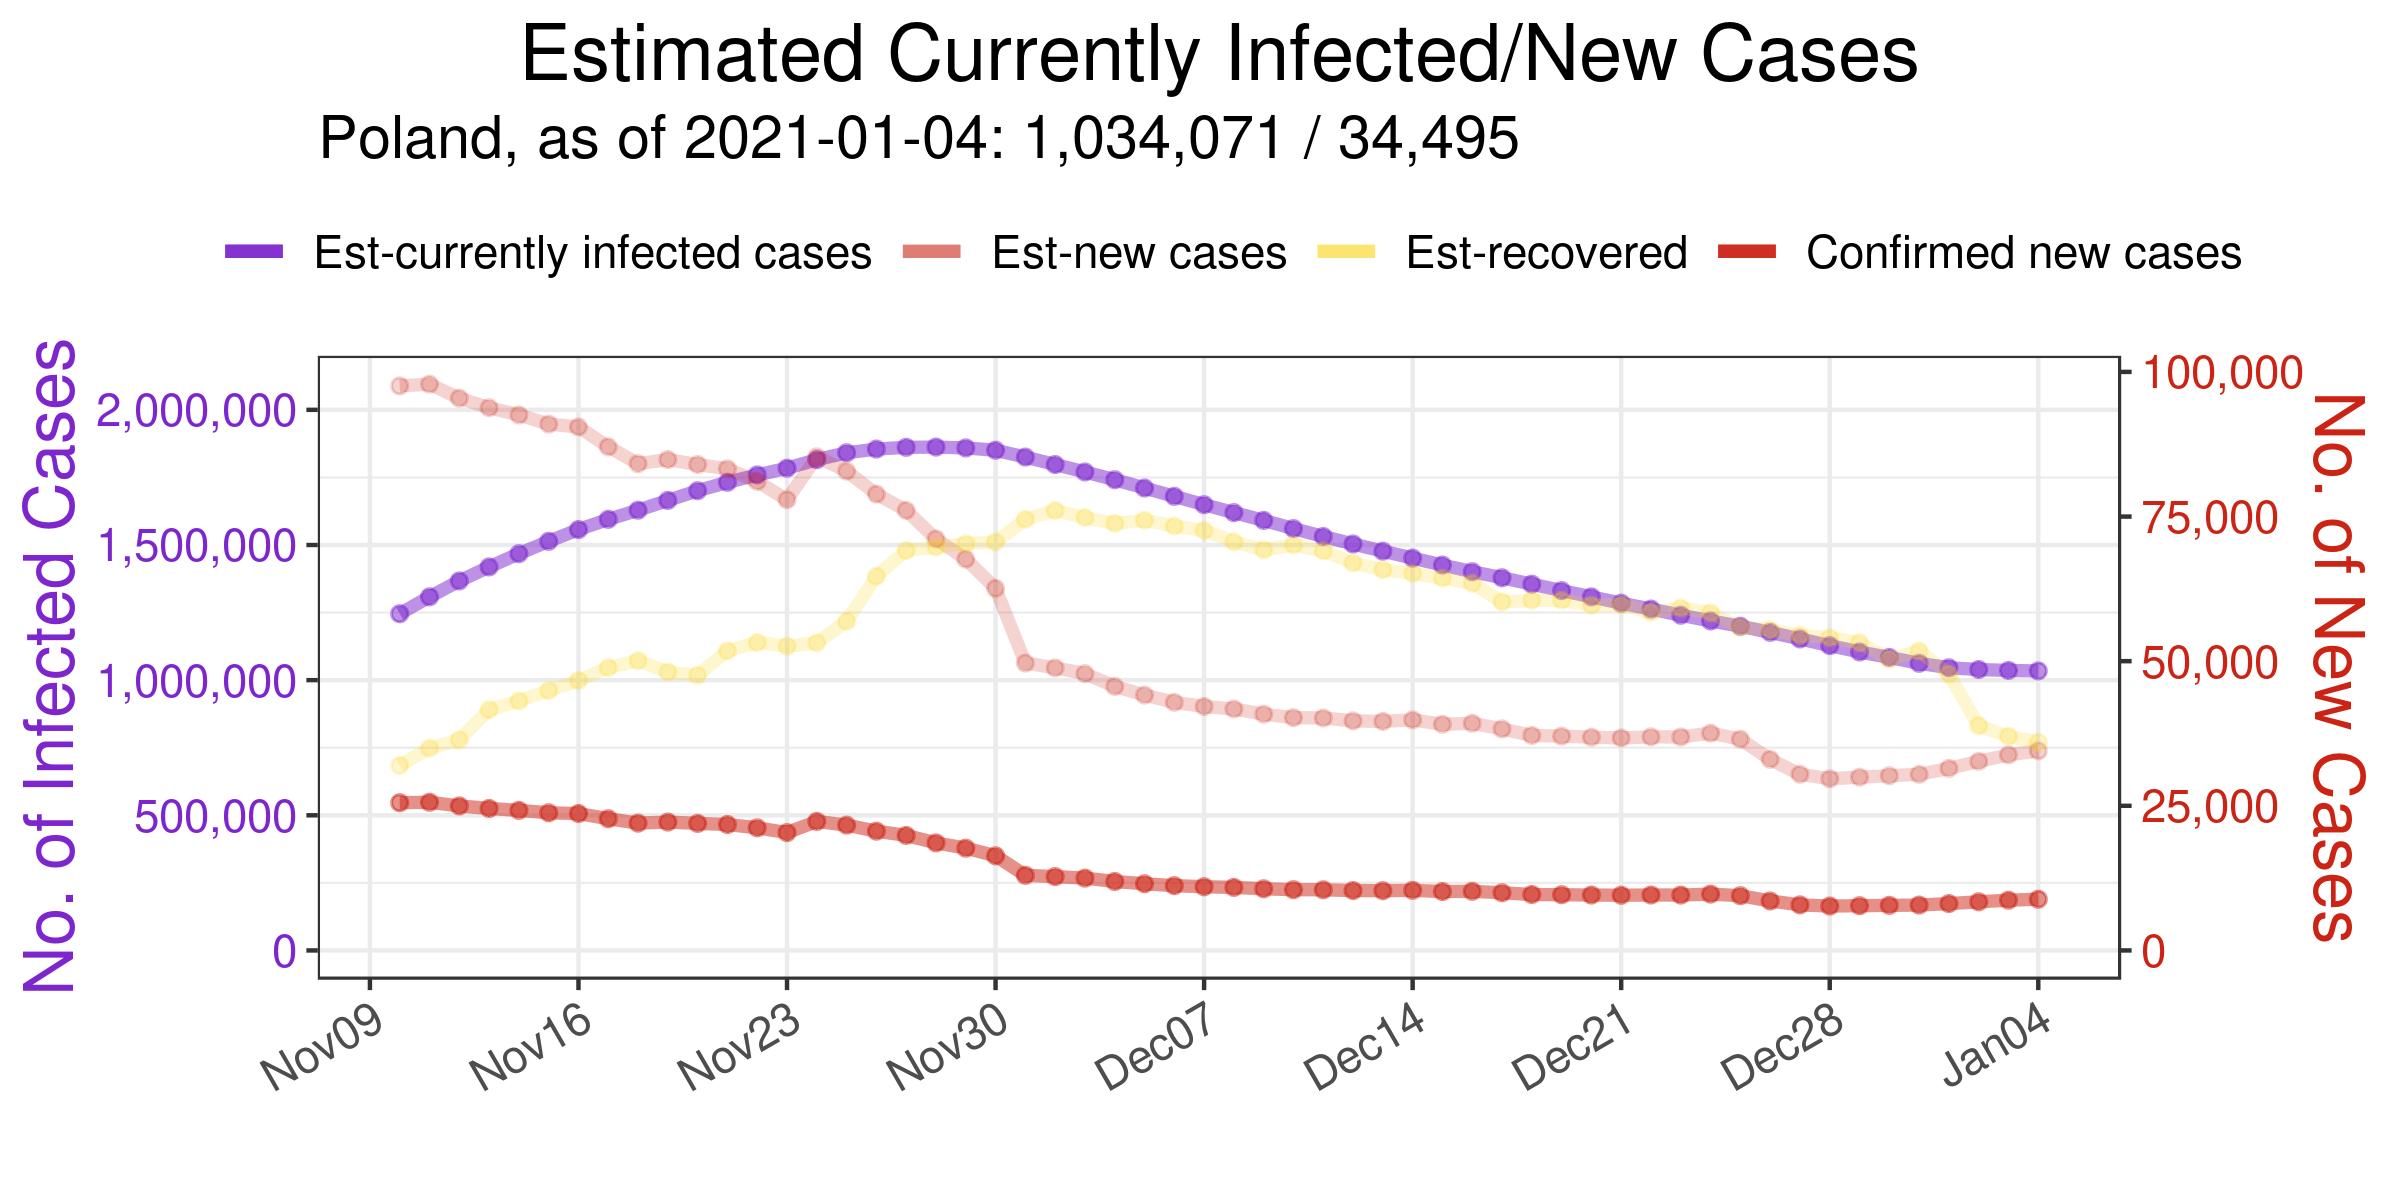 Estimated Currently Infected/New Cases
Poland, as of 2021-01-04: 1,034,071 / 34,495
Est-currently infected cases Est-new cases Est-recovered Confirmed new cases
No. of Infected Cases
2,000,000
1,500,000
1,000,000
500,000
0
100,000
75,000
50,000
25,000
0
No. of New Cases
Nov09 Nov16 Nov23 Nov30 Dec07 Dec14 Dec21 Dec28 Jan04